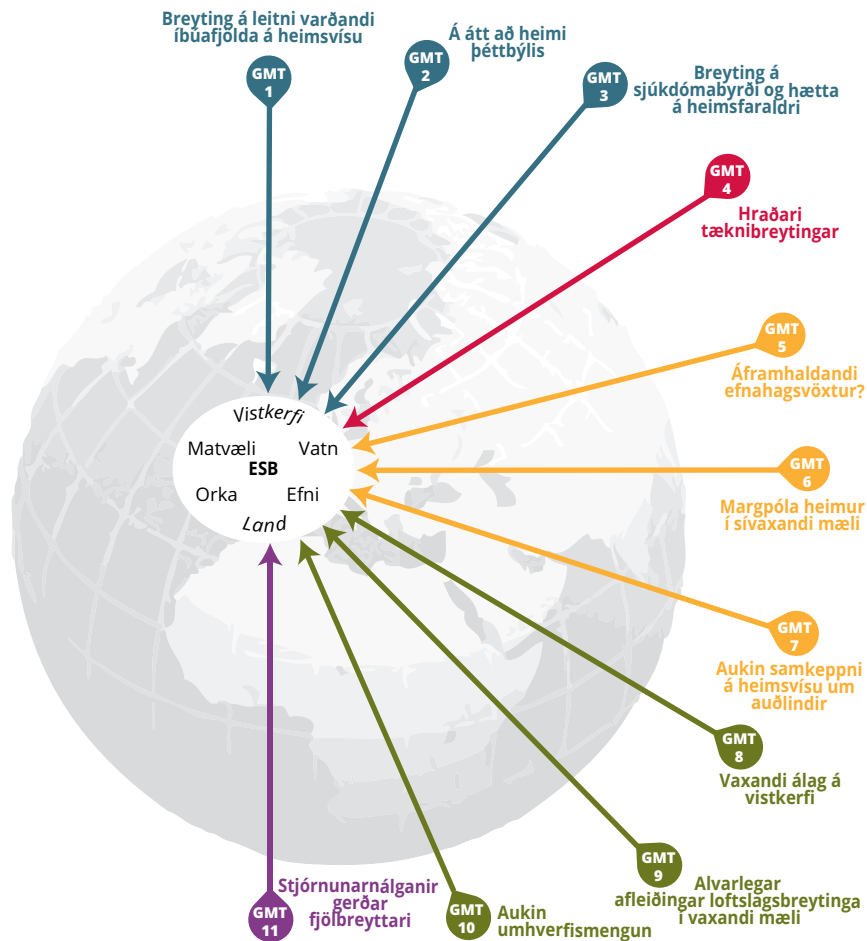 Breyting á leitni varðandi
íbúafjölda á heimsvísu
GMT
1
Á átt að heimi
þéttbýlis
GMT
2
Breyting á
sjúkdómabyrði og hætta
á heimsfaraldri
GMT
3
GMT
4
Hraðari
tæknibreytingar
GMT
5
Áframhaldandi
efnahagsvöxtur?
Vistkerfi
Matvæli
Vatn
ESB
Orka
Efni
Land
GMT
6
Margpóla heimur
í sívaxandi mæli
GMT
7
Aukin samkeppni
á heimsvísu um
auðlindir
GMT
8
Vaxandi álag á
vistkerfi
GMT
9
Alvarlegar
afleiðingar loftslagsbreytinga
í vaxandi mæli
GMT
10
Aukin
umhverfismengun
GMT
11
Stjórnunarnálganir
gerðar
fjölbreyttari